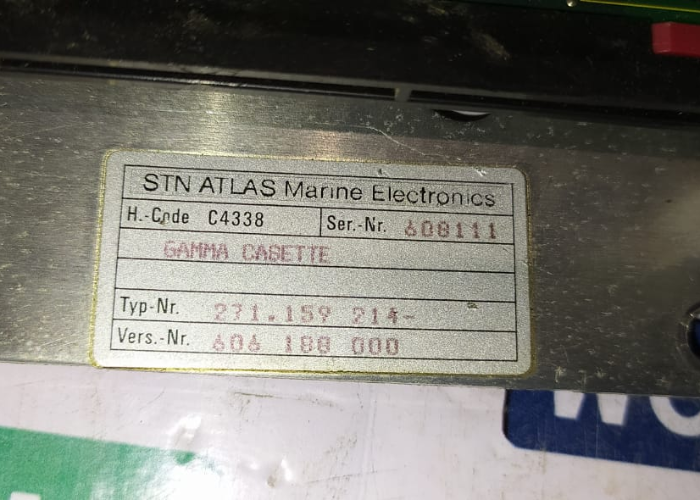 STN ATLAS Marine Electronics
H.-Code C4338 Ser.-Nr. 608111
GAMMA CASETTE
Typ-Nr. 271.159 214-
Vers.-Nr. 606 188 000